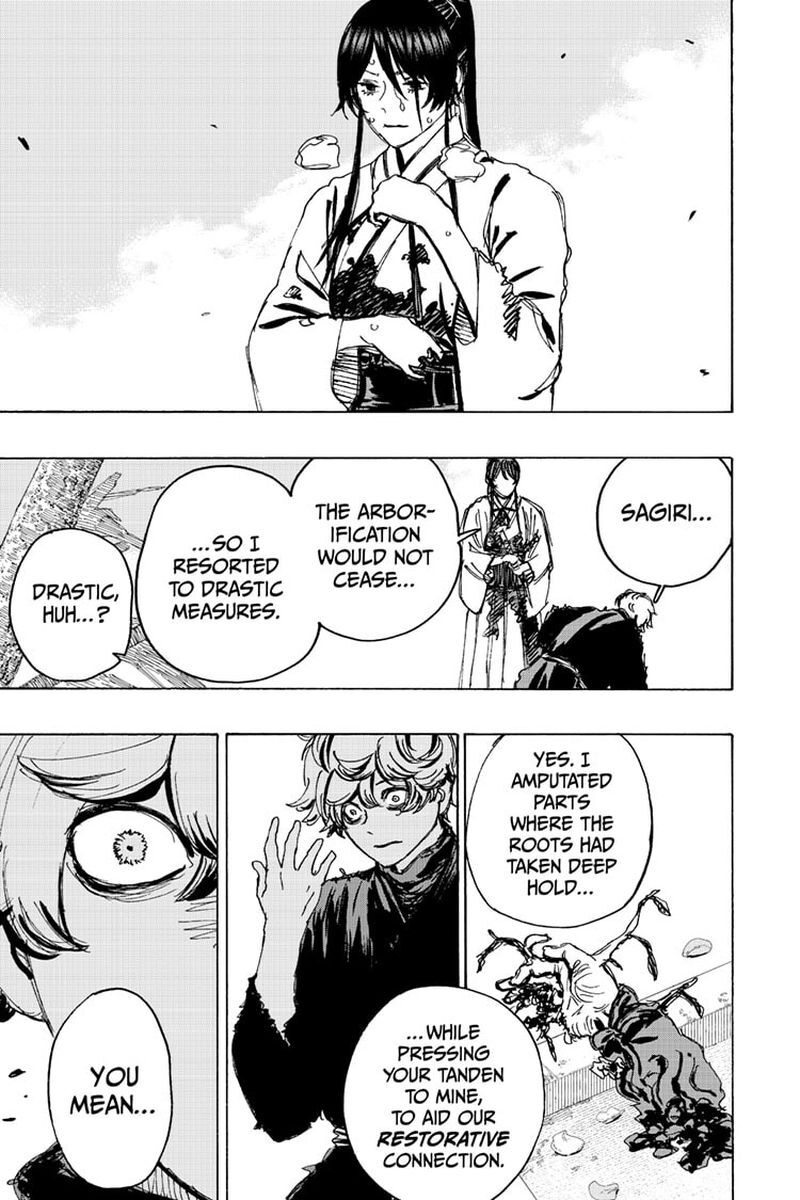 SAGIRI...
THE ARBOR-
IFICATION
WOULD NOT
CEASE...
...SO I
RESORTED
TO DRASTIC
MEASURES.
DRASTIC,
HUH...?
YES. I
AMPUTATED
PARTS
WHERE THE
ROOTS HAD
TAKEN DEEP
HOLD...
...WHILE
PRESSING
YOUR TANDEN
TO MINE,
TO AID OUR
RESTORATIVE
CONNECTION.
YOU
MEAN...